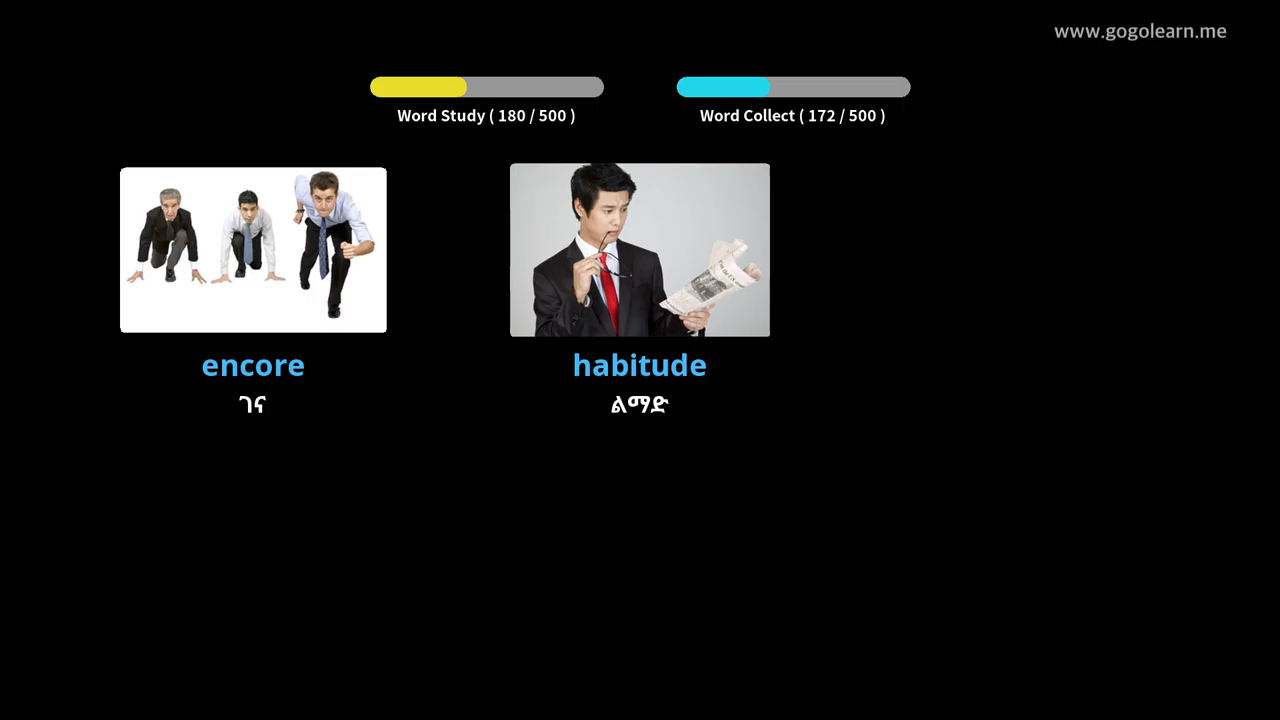 www.gogolearn.me
Word Study ( 180 / 500 )
Word Collect ( 172 / 500 )
encore
ገና
habitude
ልማድ